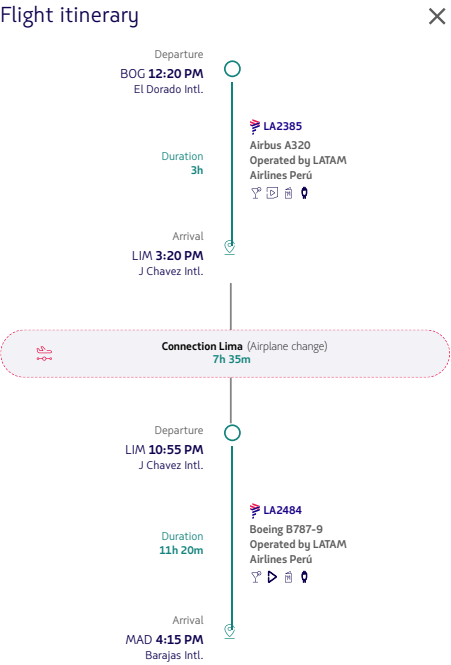 Flight itinerary
Departure
BOG 12:20 PM
El Dorado Intl.
LA2385
Airbus A320
Operated by LATAM
Airlines Perú
Duration
3h
Arrival
LIM 3:20 PM
J Chavez Intl.
Connection Lima (Airplane change)
7h 35m
Departure
LIM 10:55 PM
J Chavez Intl.
LA2484
Boeing B787-9
Operated by LATAM
Airlines Perú
Duration
11h 20m
Arrival
MAD 4:15 PM
Barajas Intl.